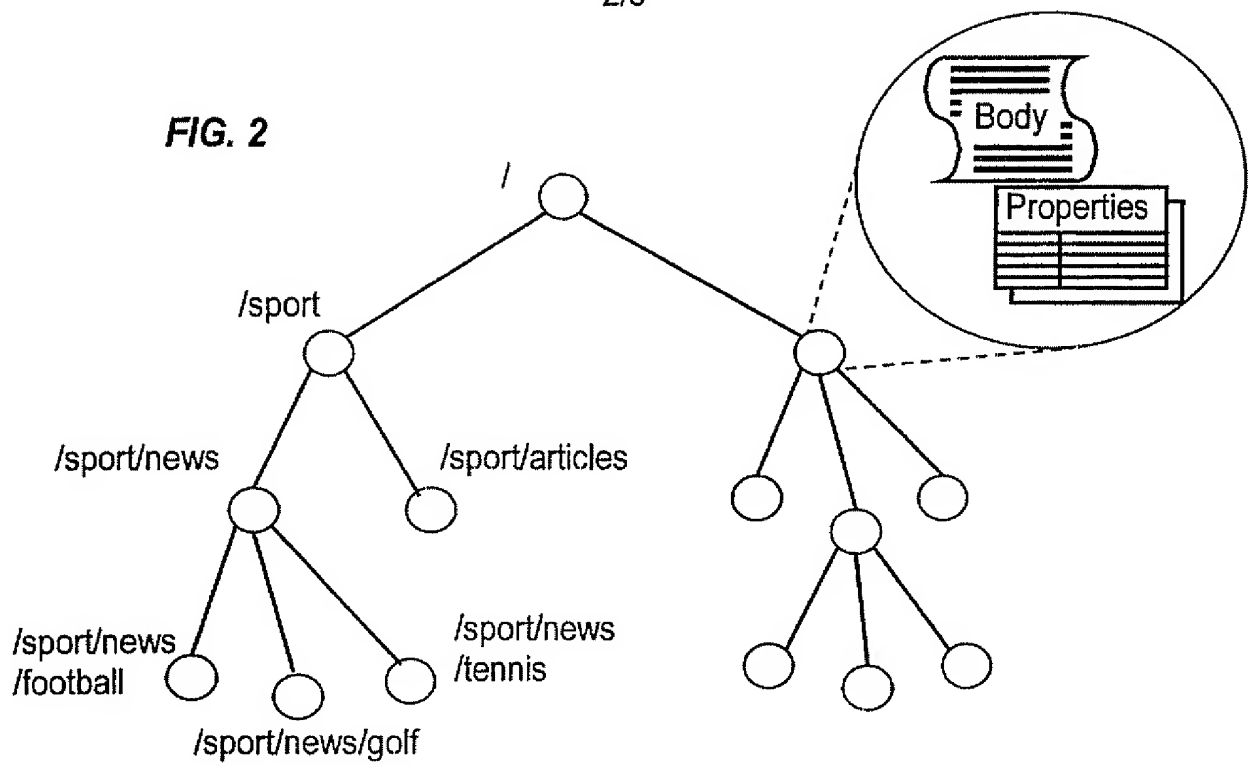 FIG. 2
Body
Properties
/
/sport
/sport/news
/sport/articles
/sport/news
/football
/sport/news
/tennis
/sport/news/golf